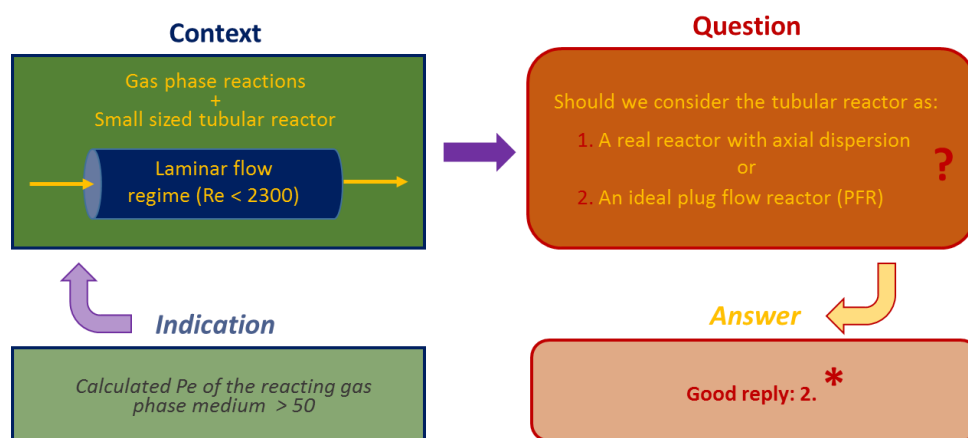 Context
Gas phase reactions
+
Small sized tubular reactor
Laminar flow
regime (Re < 2300)
Question
Should we consider the tubular reactor as:
1. A real reactor with axial dispersion
or
2. An ideal plug flow reactor (PFR)
?
Indication
Calculated Pe of the reacting gas
phase medium > 50
Answer
Good reply: 2. *